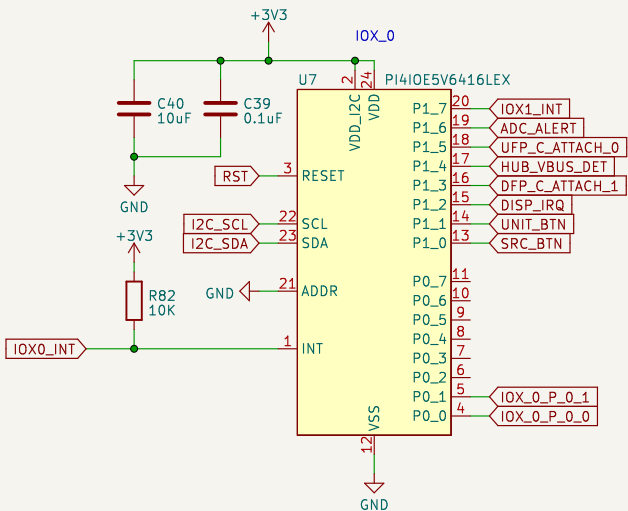 +3V3
IOX_0
U7
PI4IOE5V6416LEX
C40
10uF
C39
0.1uF
GND
2
24
VDD_I2C
VDD
RST
3
RESET
I2C_SCL
22
SCL
I2C_SDA
23
SDA
+3V3
GND
21
ADDR
R82
10K
IOX0_INT
1
INT
P1_7
20
IOX1_INT
P1_6
19
ADC_ALERT
P1_5
18
UFP_C_ATTACH_0
P1_4
17
HUB_VBUS_DET
P1_3
16
DFP_C_ATTACH_1
P1_2
15
DISP_IRQ
P1_1
14
UNIT_BTN
P1_0
13
SRC_BTN
P0_7
11
P0_6
10
P0_5
9
P0_4
8
P0_3
7
P0_2
6
P0_1
5
IOX_0_P_0_1
P0_0
4
IOX_0_P_0_0
VSS
12
GND